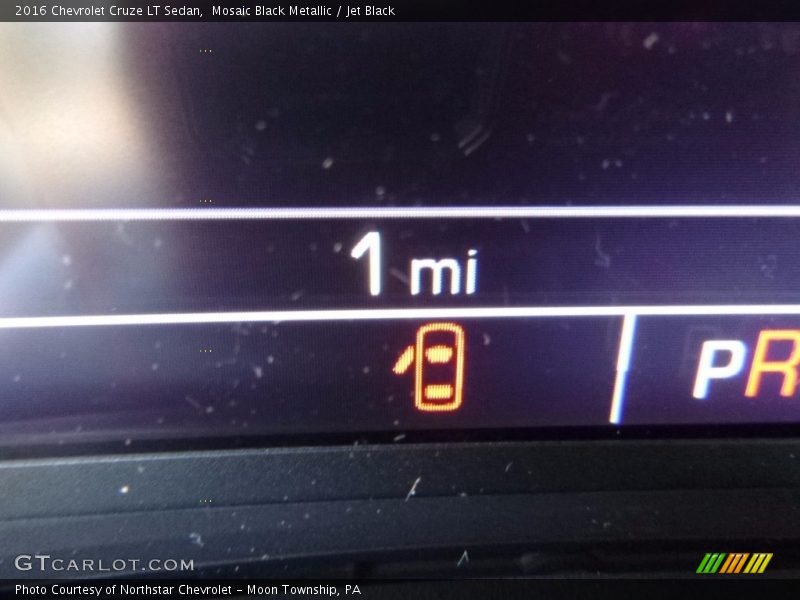 2016 Chevrolet Cruze LT Sedan,  Mosaic Black Metallic / Jet Black
1 mi
PR
GTCARLOT.COM
Photo Courtesy of Northstar Chevrolet – Moon Township, PA